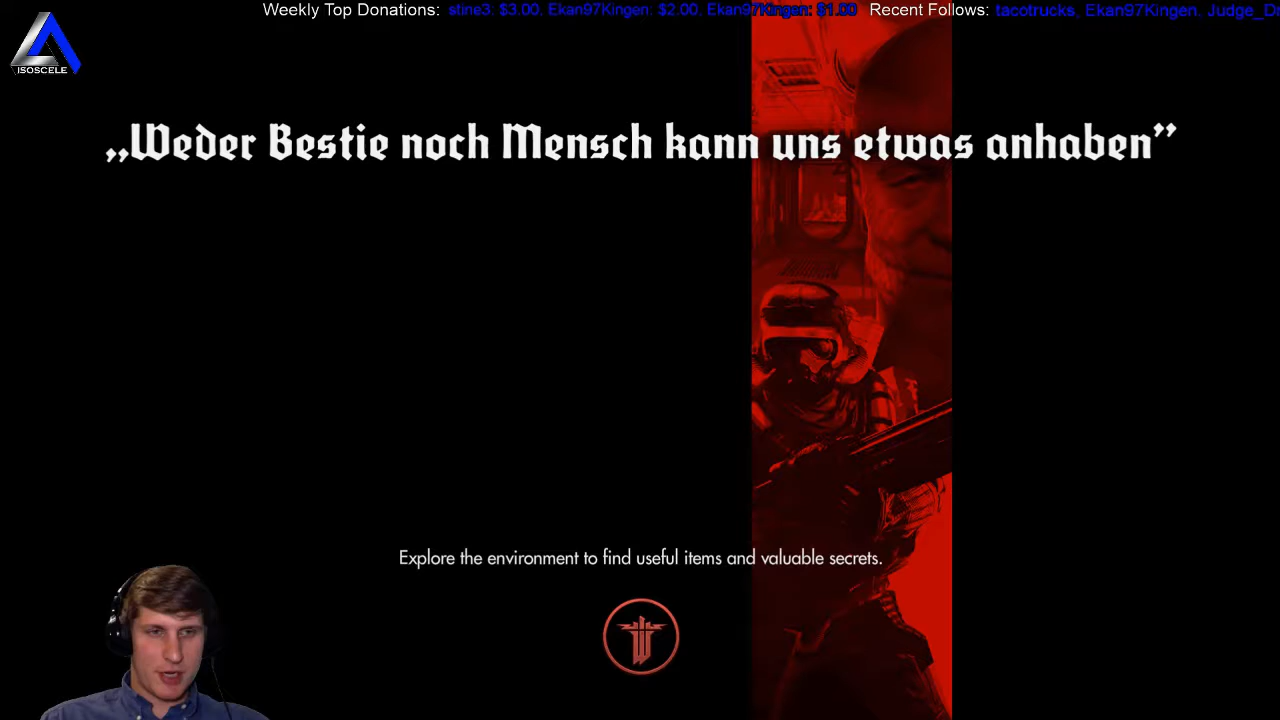 Weekly Top Donations: stine3: $3.00. Ekan97Kingen: $2.00. Ekan97Kingen: $1.00 Recent Follows: tacotrucks, Ekan97Kingen. Judge_Dr
ISOSCELE
„Weder Bestie noch Mensch kann uns etwas anhaben”
Explore the environment to find useful items and valuable secrets.